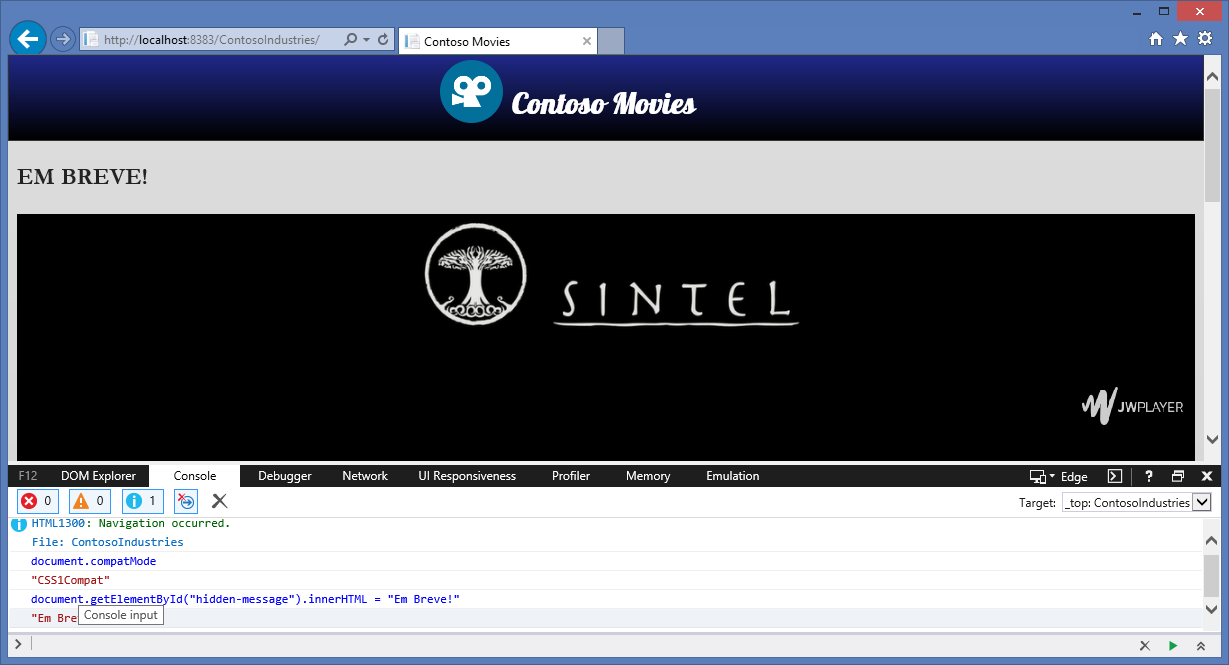 http://localhost:8383/ContosoIndustries/
Contoso Movies
Contoso Movies
EM BREVE!
SINTEL
JWPLAYER
F12 DOM Explorer Console Debugger Network UI Responsiveness Profiler Memory Emulation Edge ?
0 0 1 Target: _top: ContosoIndustries
HTML1300: Navigation occurred.
File: ContosoIndustries
document.compatMode
"CSS1Compat"
document.getElementById("hidden-message").innerHTML = "Em Breve!"
"Em Bre
Console input